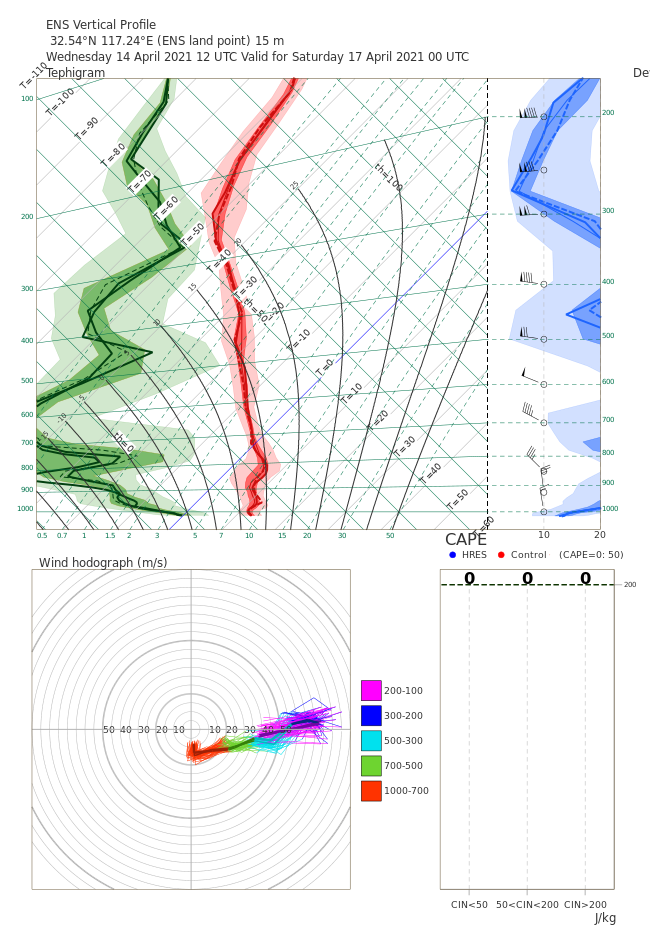 ENS Vertical Profile
32.54°N 117.24°E (ENS land point) 15 m
Wednesday 14 April 2021 12 UTC Valid for Saturday 17 April 2021 00 UTC
Tephigram
De
T=-110
T=-100
T=-90
T=-80
T=-70
T=-60
T=-50
T=-40
T=-30
T=-20
T=-10
T=0
T=10
T=20
T=30
T=40
T=50
T=60
th=100
th=50
th=0
25
20
15
10
5
-10
100
200
300
400
500
600
700
800
900
1000
200
300
400
500
600
700
800
900
1000
0.5 0.7 1 1.5 2 3 5 7 10 15 20 30 50
10 20
CAPE
HRES Control (CAPE=0: 50)
Wind hodograph (m/s)
50 40 30 20 10 10 20 30 40 50
200-100
300-200
500-300
700-500
1000-700
0 0 0
200
CIN<50 50<CIN<200 CIN>200
J/kg